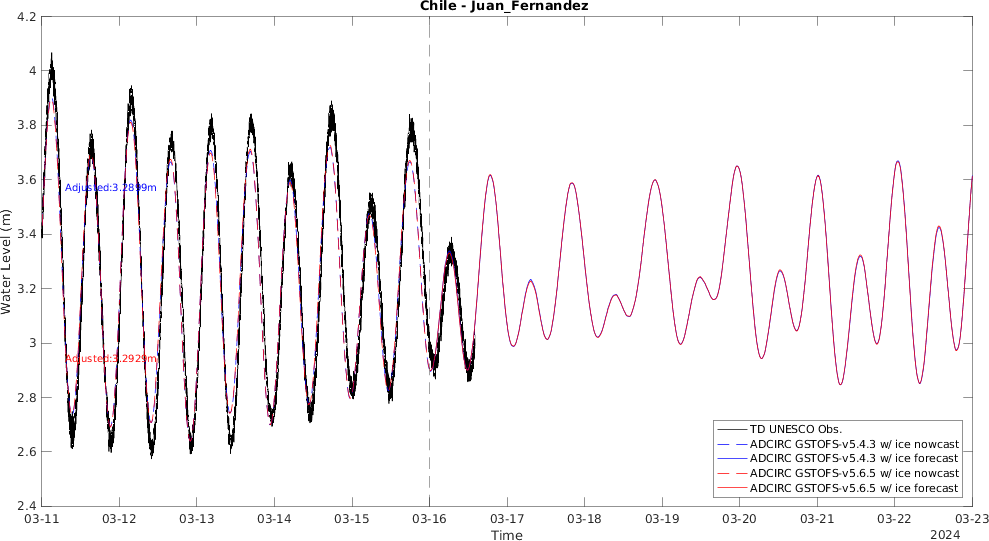 Chile - Juan_Fernandez
4.2
4
3.8
3.6
3.4
3.2
3
2.8
2.6
2.4
Water Level (m)
Adjusted:3.2899m
Adjusted:3.2929m
TD UNESCO Obs.
ADCIRC GSTOFS-v5.4.3 w/ ice nowcast
ADCIRC GSTOFS-v5.4.3 w/ ice forecast
ADCIRC GSTOFS-v5.6.5 w/ ice nowcast
ADCIRC GSTOFS-v5.6.5 w/ ice forecast
03-11 03-12 03-13 03-14 03-15 03-16 03-17 03-18 03-19 03-20 03-21 03-22 03-23
Time
2024